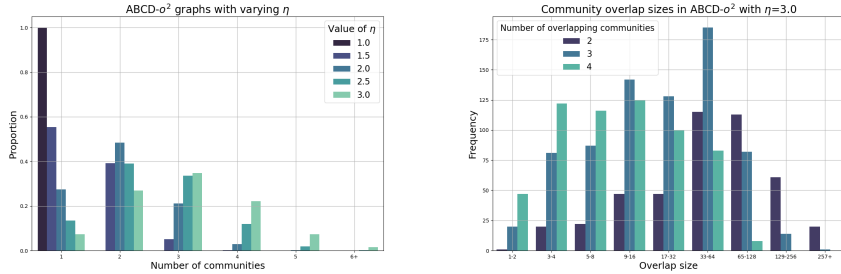 ABCD-o² graphs with varying η
Proportion
1.0
0.8
0.6
0.4
0.2
0.0
Value of η
1.0
1.5
2.0
2.5
3.0
1 2 3 4 5 6+
Number of communities
Community overlap sizes in ABCD-o² with η=3.0
Frequency
175
150
125
100
75
50
25
0
Number of overlapping communities
2
3
4
1-2 3-4 5-8 9-16 17-32 33-64 65-128 129-256 257+
Overlap size